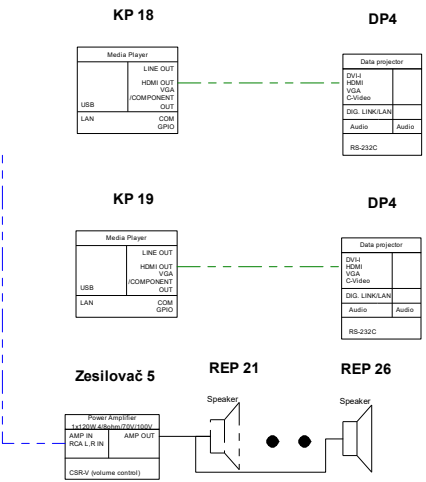 KP 18
DP4
Media Player
LINE OUT
HDMI OUT
VGA
/COMPONENT
OUT
USB
LAN
COM
GPIO
Data projector
DVI-I
HDMI
VGA
C-Video
DIG. LINK/LAN
Audio
Audio
RS-232C
KP 19
DP4
Media Player
LINE OUT
HDMI OUT
VGA
/COMPONENT
OUT
USB
LAN
COM
GPIO
Data projector
DVI-I
HDMI
VGA
C-Video
DIG. LINK/LAN
Audio
Audio
RS-232C
Zesilovač 5
REP 21
REP 26
Speaker
Speaker
Power Amplifier
1x120W 4/8ohm/70V/100V
AMP IN
AMP OUT
RCA L,R IN
CSR-V (volume control)